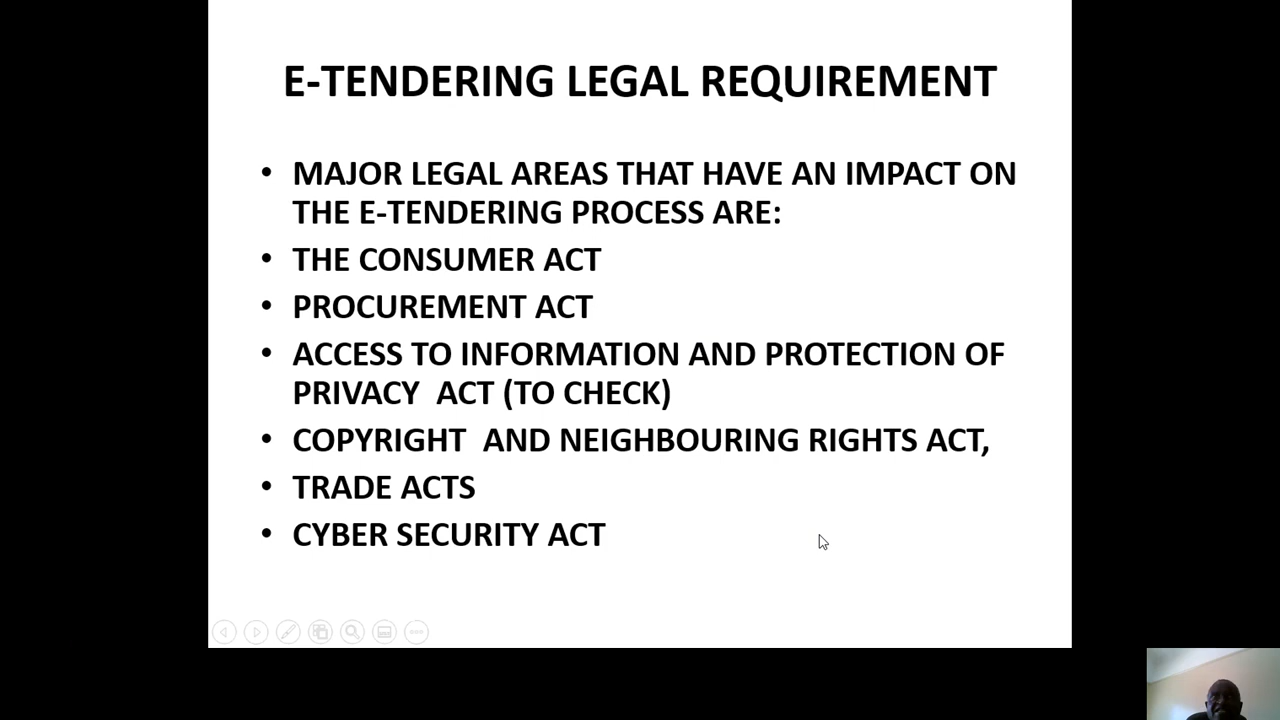 E-TENDERING LEGAL REQUIREMENT
• MAJOR LEGAL AREAS THAT HAVE AN IMPACT ON
THE E-TENDERING PROCESS ARE:
• THE CONSUMER ACT
• PROCUREMENT ACT
• ACCESS TO INFORMATION AND PROTECTION OF
PRIVACY ACT (TO CHECK)
• COPYRIGHT AND NEIGHBOURING RIGHTS ACT,
• TRADE ACTS
• CYBER SECURITY ACT